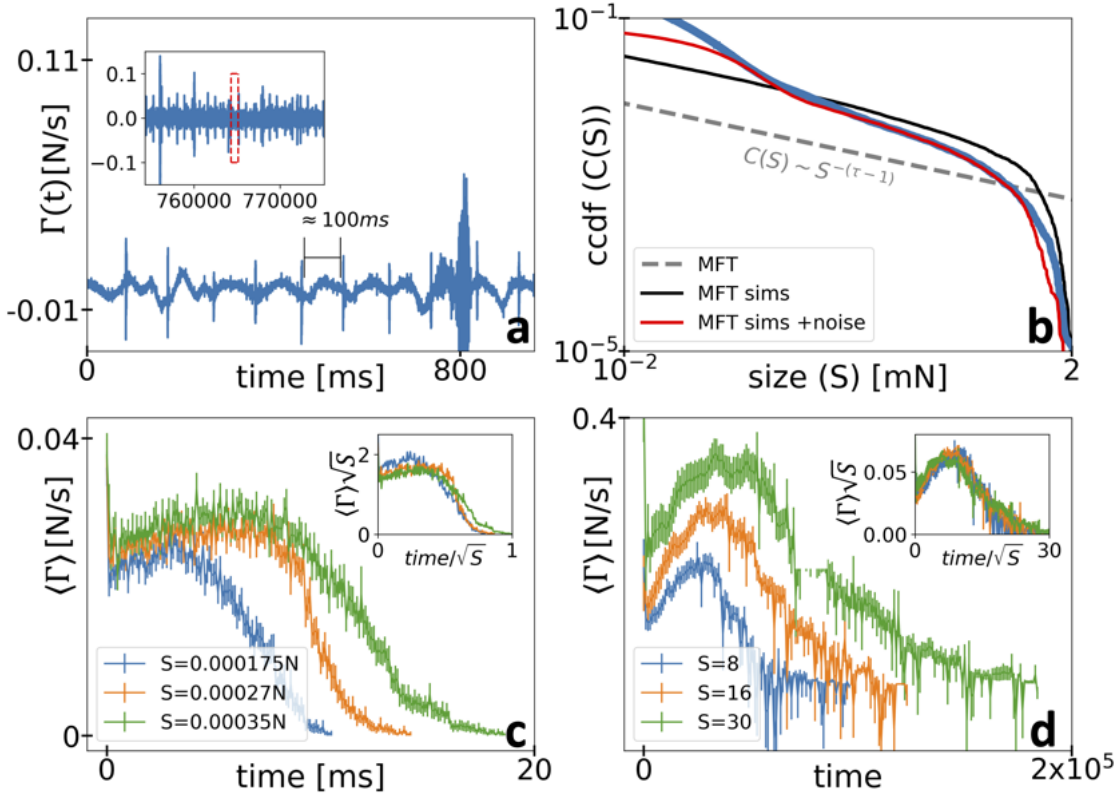 0.11
Γ(t)[N/s]
-0.01
0.1
0.0
−0.1
760000 770000
≈ 100ms
0 800
time [ms]
a
10⁻¹
ccdf (C(S))
10⁻⁵
C(S) ~ S⁻⁽τ⁻¹⁾
MFT
MFT sims
MFT sims +noise
10⁻² 2
size (S) [mN]
b
0.04
⟨Γ⟩ [N/s]
0
⟨Γ⟩√S
2
0
0 1
time/√S
S=0.000175N
S=0.00027N
S=0.00035N
0 20
time [ms]
c
0.4
⟨Γ⟩ [N/s]
⟨Γ⟩√S
0.05
0.00
0 30
time/√S
S=8
S=16
S=30
0 2x10⁵
time
d